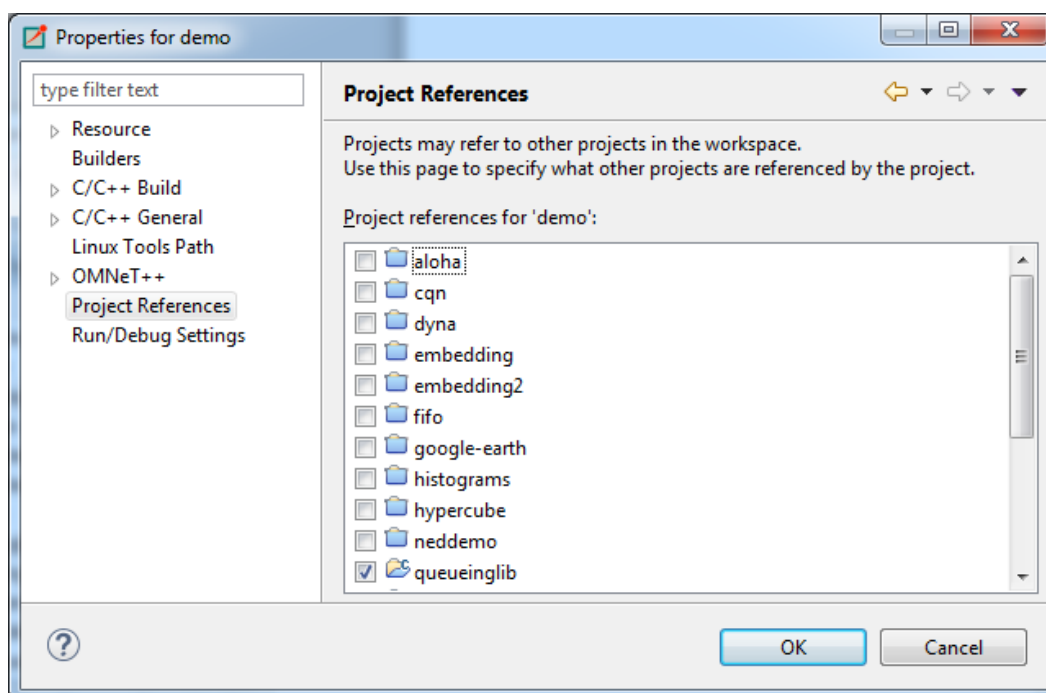 Properties for demo
type filter text
Resource
Builders
C/C++ Build
C/C++ General
Linux Tools Path
OMNeT++
Project References
Run/Debug Settings
Project References
Projects may refer to other projects in the workspace.
Use this page to specify what other projects are referenced by the project.
Project references for 'demo':
aloha
cqn
dyna
embedding
embedding2
fifo
google-earth
histograms
hypercube
neddemo
queueinglib
?
OK
Cancel